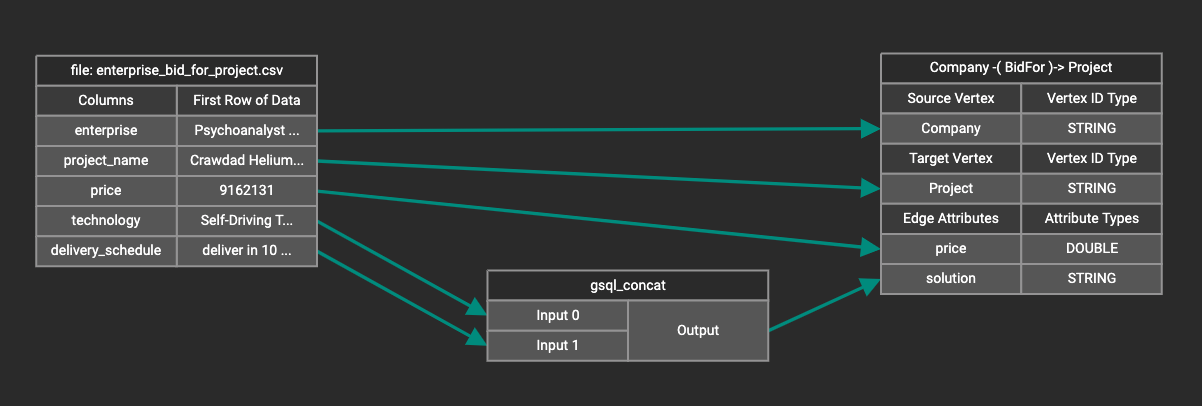 file: enterprise_bid_for_project.csv
Columns First Row of Data
enterprise Psychoanalyst ...
project_name Crawdad Helium...
price 9162131
technology Self-Driving T...
delivery_schedule deliver in 10 ...
gsql_concat
Input 0
Output
Input 1
Company -( BidFor )-> Project
Source Vertex Vertex ID Type
Company STRING
Target Vertex Vertex ID Type
Project STRING
Edge Attributes Attribute Types
price DOUBLE
solution STRING